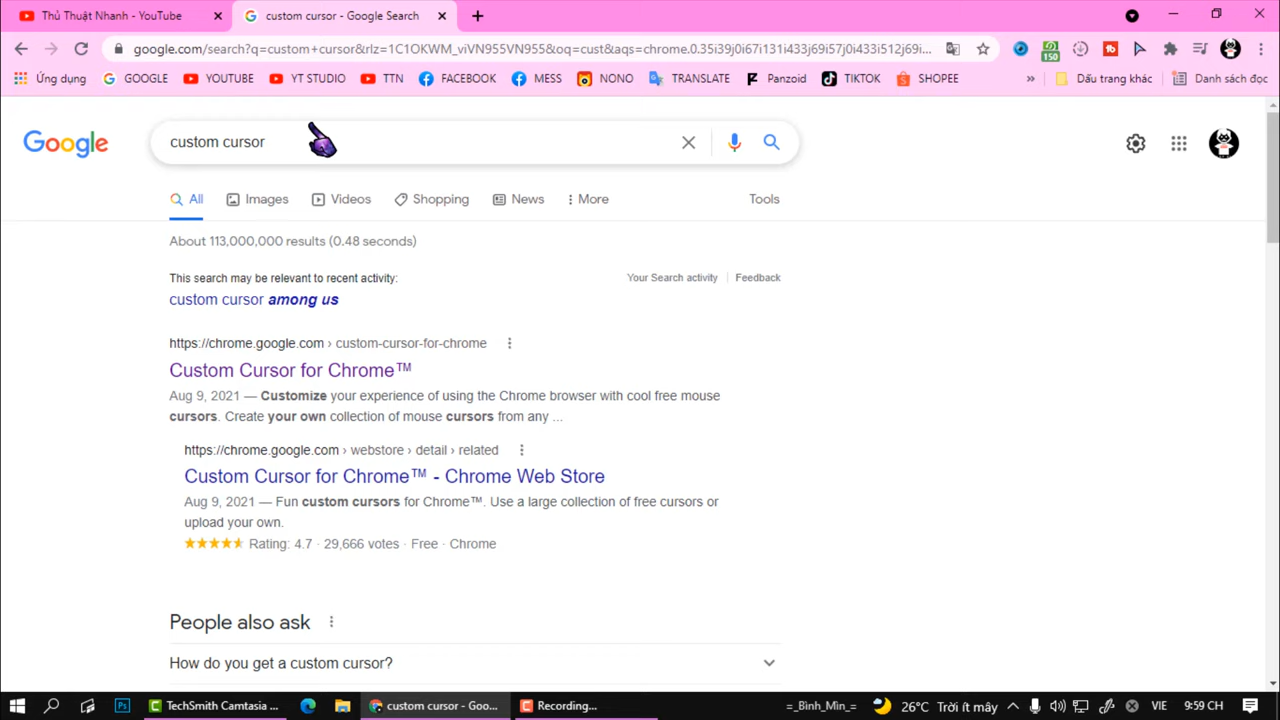 Thủ Thuật Nhanh - YouTube
custom cursor - Google Search
google.com/search?q=custom+cursor&rlz=1C1OKWM_viVN955VN955&oq=cust&aqs=chrome.0.35i39j0i67i131i433j69i57j0i433i512j69i...
150
Ứng dụng GOOGLE YOUTUBE YT STUDIO TTN FACEBOOK MESS NONO TRANSLATE Panzoid TIKTOK SHOPEE » Dấu trang khác Danh sách đọc
Google
custom cursor
All Images Videos Shopping News More Tools
About 113,000,000 results (0.48 seconds)
This search may be relevant to recent activity: Your Search activity Feedback
custom cursor among us
https://chrome.google.com › custom-cursor-for-chrome
Custom Cursor for Chrome™
Aug 9, 2021 — Customize your experience of using the Chrome browser with cool free mouse
cursors. Create your own collection of mouse cursors from any ...
https://chrome.google.com › webstore › detail › related
Custom Cursor for Chrome™ - Chrome Web Store
Aug 9, 2021 — Fun custom cursors for Chrome™. Use a large collection of free cursors or
upload your own.
Rating: 4.7 · 29,666 votes · Free · Chrome
People also ask
How do you get a custom cursor?
Ps TechSmith Camtasia ... custom cursor - Goo... Recording... =_Bình_Min_= 26°C Trời ít mây VIE 9:59 CH